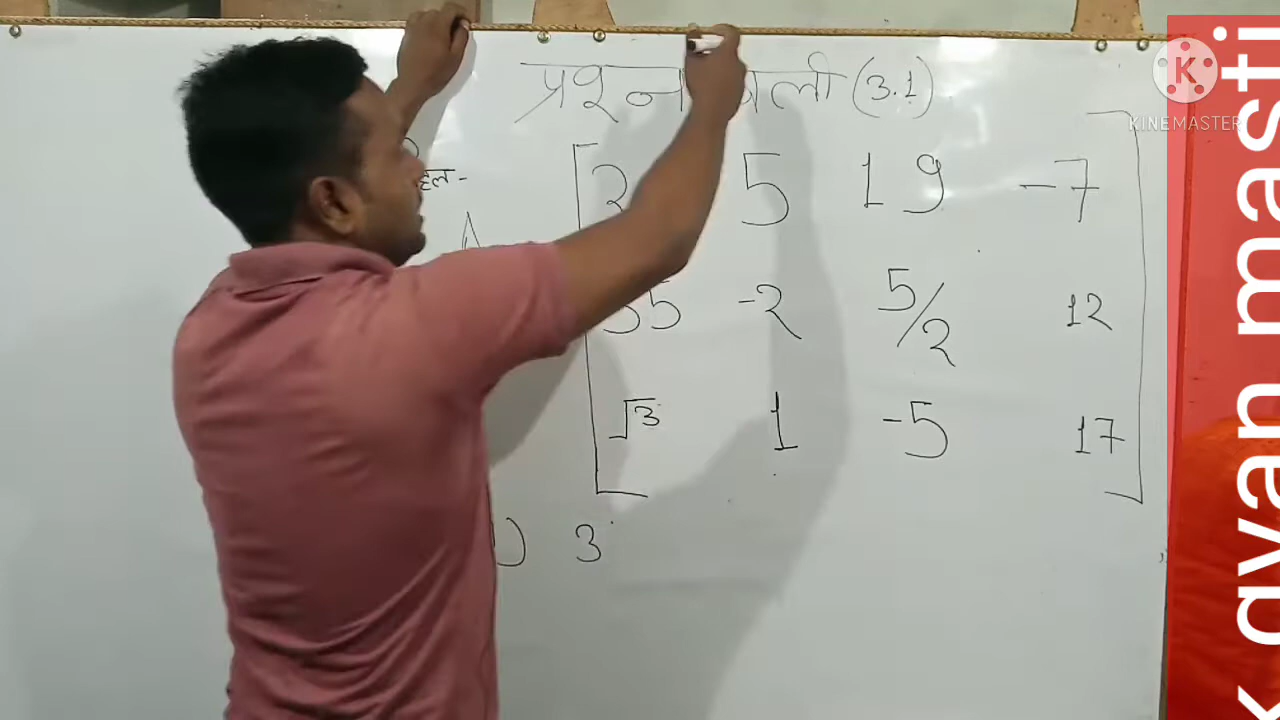 प्रश्नावली (3.1)
हल-
A
2 5 19 -7
35 -2 5/2 12
√3 1 -5 17
) 3
K
KINEMASTER
k gyan masti